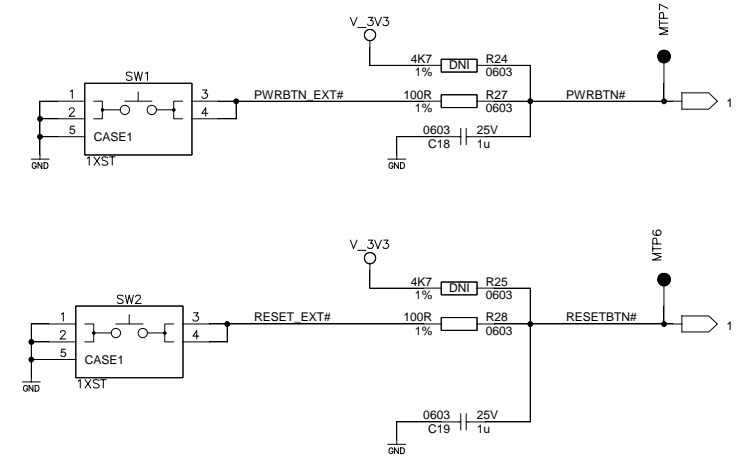 V_3V3
MTP7
4K7 DNI R24
1% 0603
SW1
1 3 PWRBTN_EXT# 100R R27 PWRBTN# 1
2 4 1% 0603
5 CASE1
0603 25V
C18 1u
GND 1XST GND
V_3V3
MTP6
4K7 DNI R25
1% 0603
SW2
1 3 RESET_EXT# 100R R28 RESETBTN# 1
2 4 1% 0603
5 CASE1
GND 1XST
0603 25V
C19 1u
GND